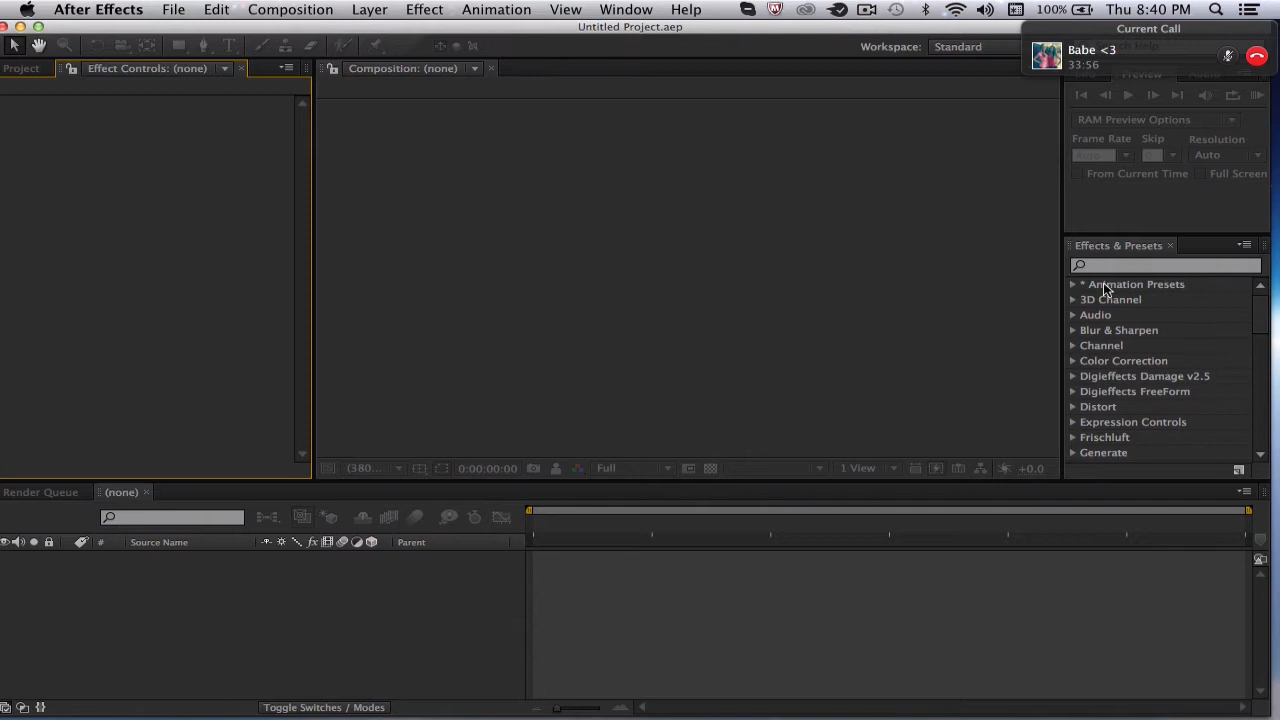 After Effects File Edit Composition Layer Effect Animation View Window Help 100% Thu 8:40 PM
Untitled Project.aep
Current Call
Babe <3
33:56
Workspace: Standard
Project Effect Controls: (none) Composition: (none)
Preview
RAM Preview Options
Frame Rate Skip Resolution
Auto
From Current Time Full Screen
Effects & Presets
* Animation Presets
3D Channel
Audio
Blur & Sharpen
Channel
Color Correction
Digieffects Damage v2.5
Digieffects FreeForm
Distort
Expression Controls
Frischluft
Generate
(380... 0:00:00:00 Full 1 View +0.0
Render Queue (none)
# Source Name fx Parent
Toggle Switches / Modes